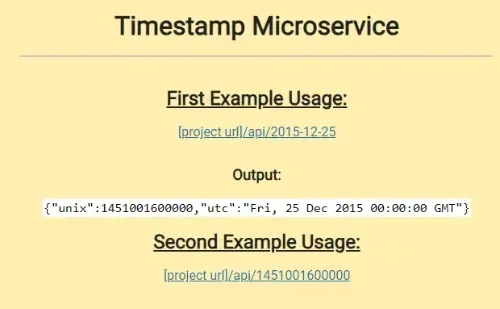 Timestamp Microservice
First Example Usage:
[project url]/api/2015-12-25
Output:
{"unix":1451001600000,"utc":"Fri, 25 Dec 2015 00:00:00 GMT"}
Second Example Usage:
[project url]/api/1451001600000